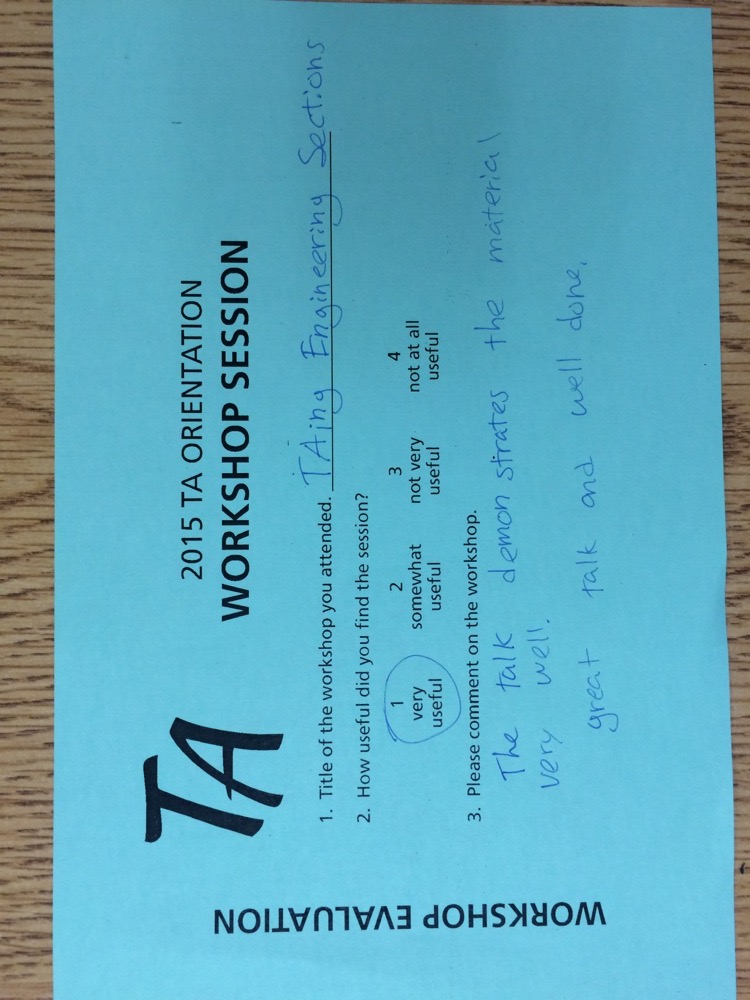 WORKSHOP EVALUATION
TA
2015 TA ORIENTATION
WORKSHOP SESSION
1. Title of the workshop you attended. TAing Engineering Sections
2. How useful did you find the session?
1 2 3 4
very somewhat not very not at all
useful useful useful useful
3. Please comment on the workshop.
The talk demonstrates the material
very well.
great talk and well done.